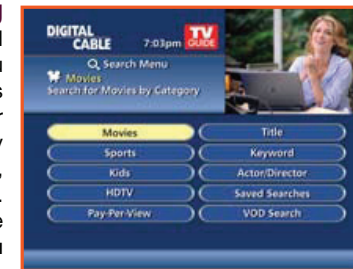 DIGITAL
CABLE 7:03pm TV
GUIDE
Search Menu
Movies
Search for Movies by Category
Movies Title
Sports Keyword
Kids Actor/Director
HDTV Saved Searches
Pay-Per-View VOD Search